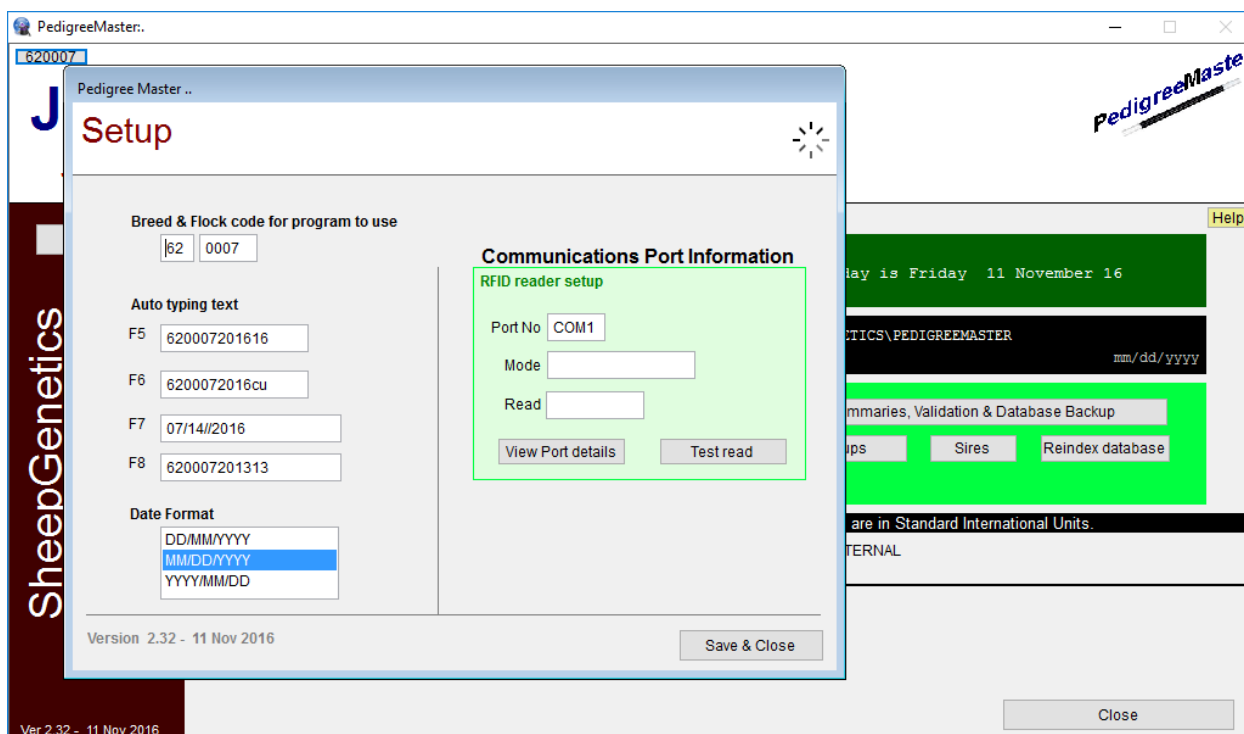 PedigreeMaster:.
620007
J
PedigreeMaste
Pedigree Master ..
Setup
Breed & Flock code for program to use
62 0007
Auto typing text
F5 620007201616
F6 6200072016cu
F7 07/14//2016
F8 620007201313
Date Format
DD/MM/YYYY
MM/DD/YYYY
YYYY/MM/DD
Communications Port Information
RFID reader setup
Port No COM1
Mode
Read
View Port details Test read
Version 2.32 - 11 Nov 2016
Save & Close
Help
day is Friday 11 November 16
ETICS\PEDIGREEMASTER
mm/dd/yyyy
mmaries, Validation & Database Backup
ups Sires Reindex database
are in Standard International Units.
TERNAL
SheepGenetics
Close
Ver 2.32 - 11 Nov 2016